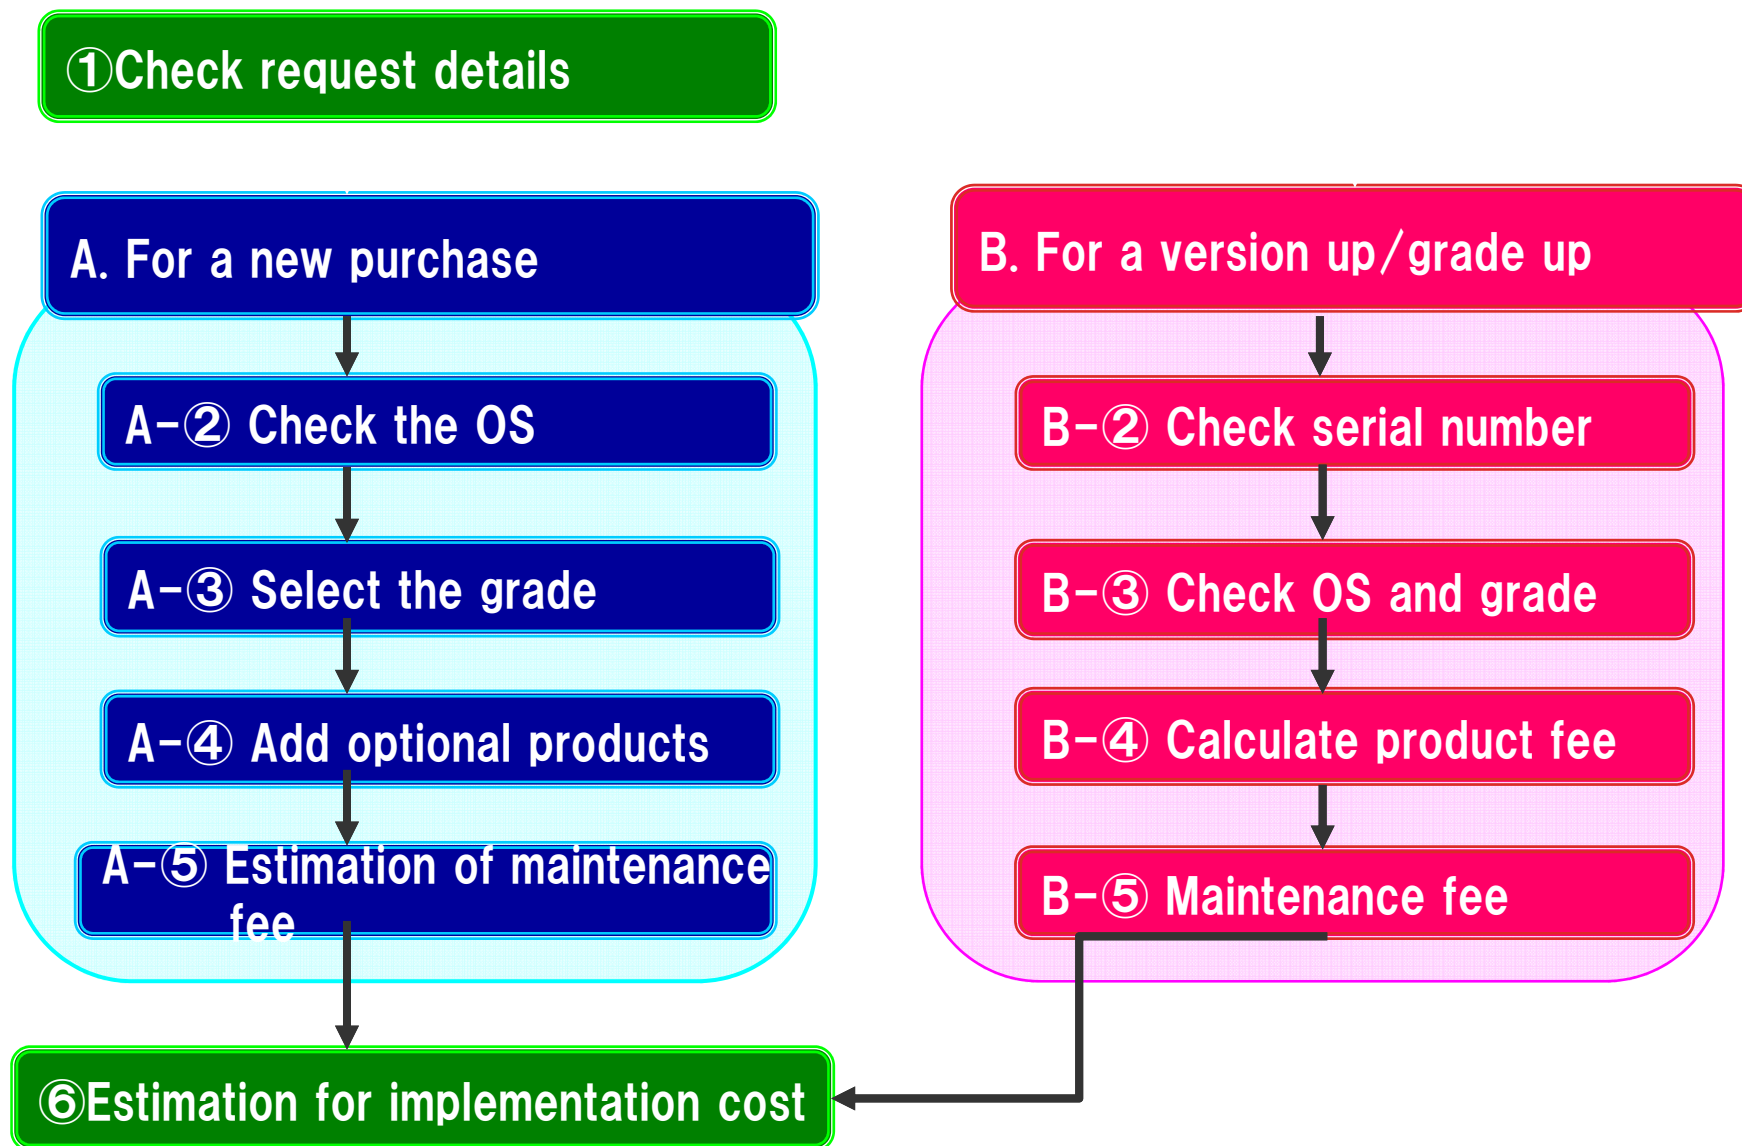 ①Check request details
A. For a new purchase
A-② Check the OS
A-③ Select the grade
A-④ Add optional products
A-⑤ Estimation of maintenance
fee
B. For a version up/grade up
B-② Check serial number
B-③ Check OS and grade
B-④ Calculate product fee
B-⑤ Maintenance fee
⑥Estimation for implementation cost